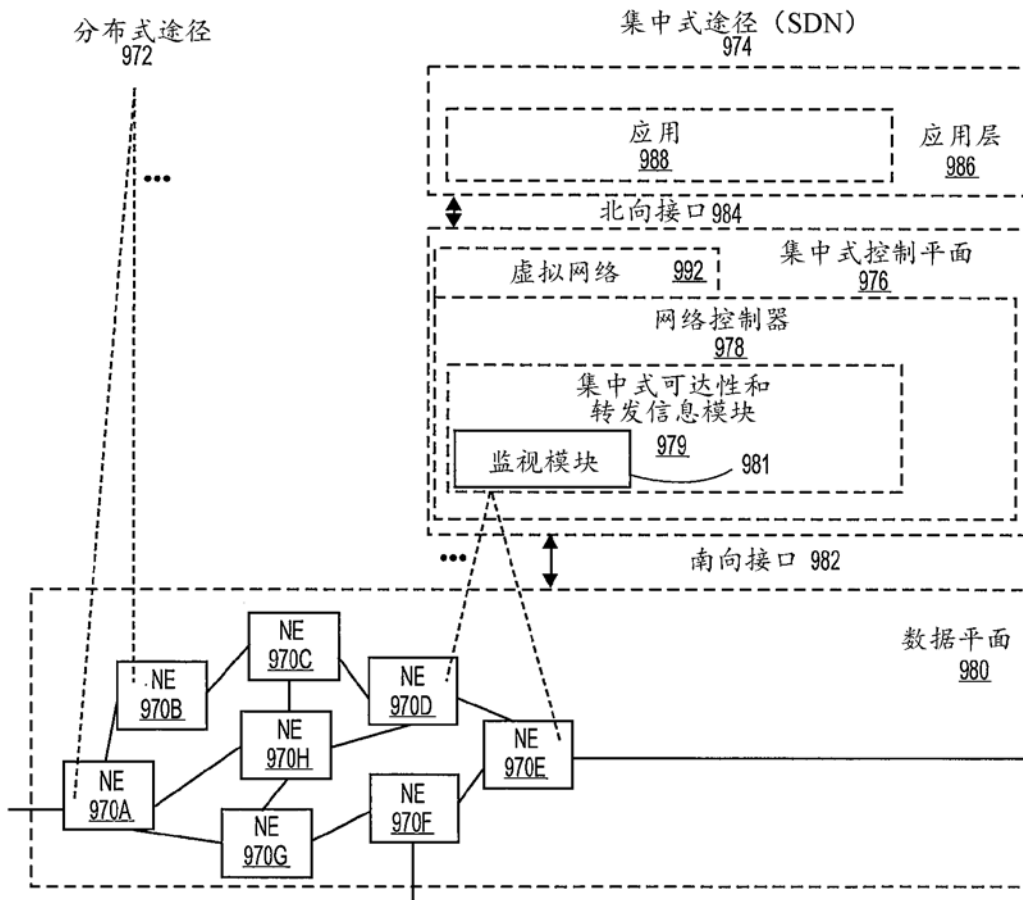 分布式途径
972
集中式途径（SDN）
974
应用
988
应用层
986
北向接口 984
虚拟网络 992
集中式控制平面
976
网络控制器
978
集中式可达性和
转发信息模块
979
监视模块
981
南向接口 982
数据平面
980
NE
970C
NE
970B
NE
970D
NE
970H
NE
970E
NE
970A
NE
970F
NE
970G